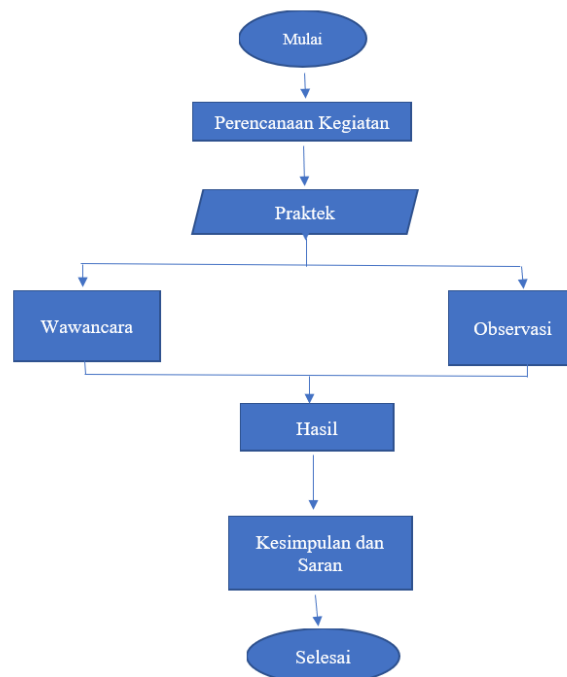 Mulai
Perencanaan Kegiatan
Praktek
Wawancara
Observasi
Hasil
Kesimpulan dan
Saran
Selesai